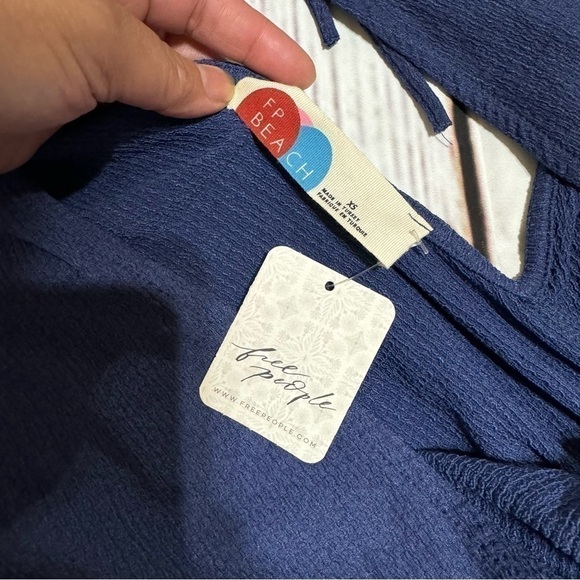 FP
BEACH
XS
MADE IN TURKEY
FABRIQUÉ EN TURQUIE
free
people
WWW.FREEPEOPLE.COM